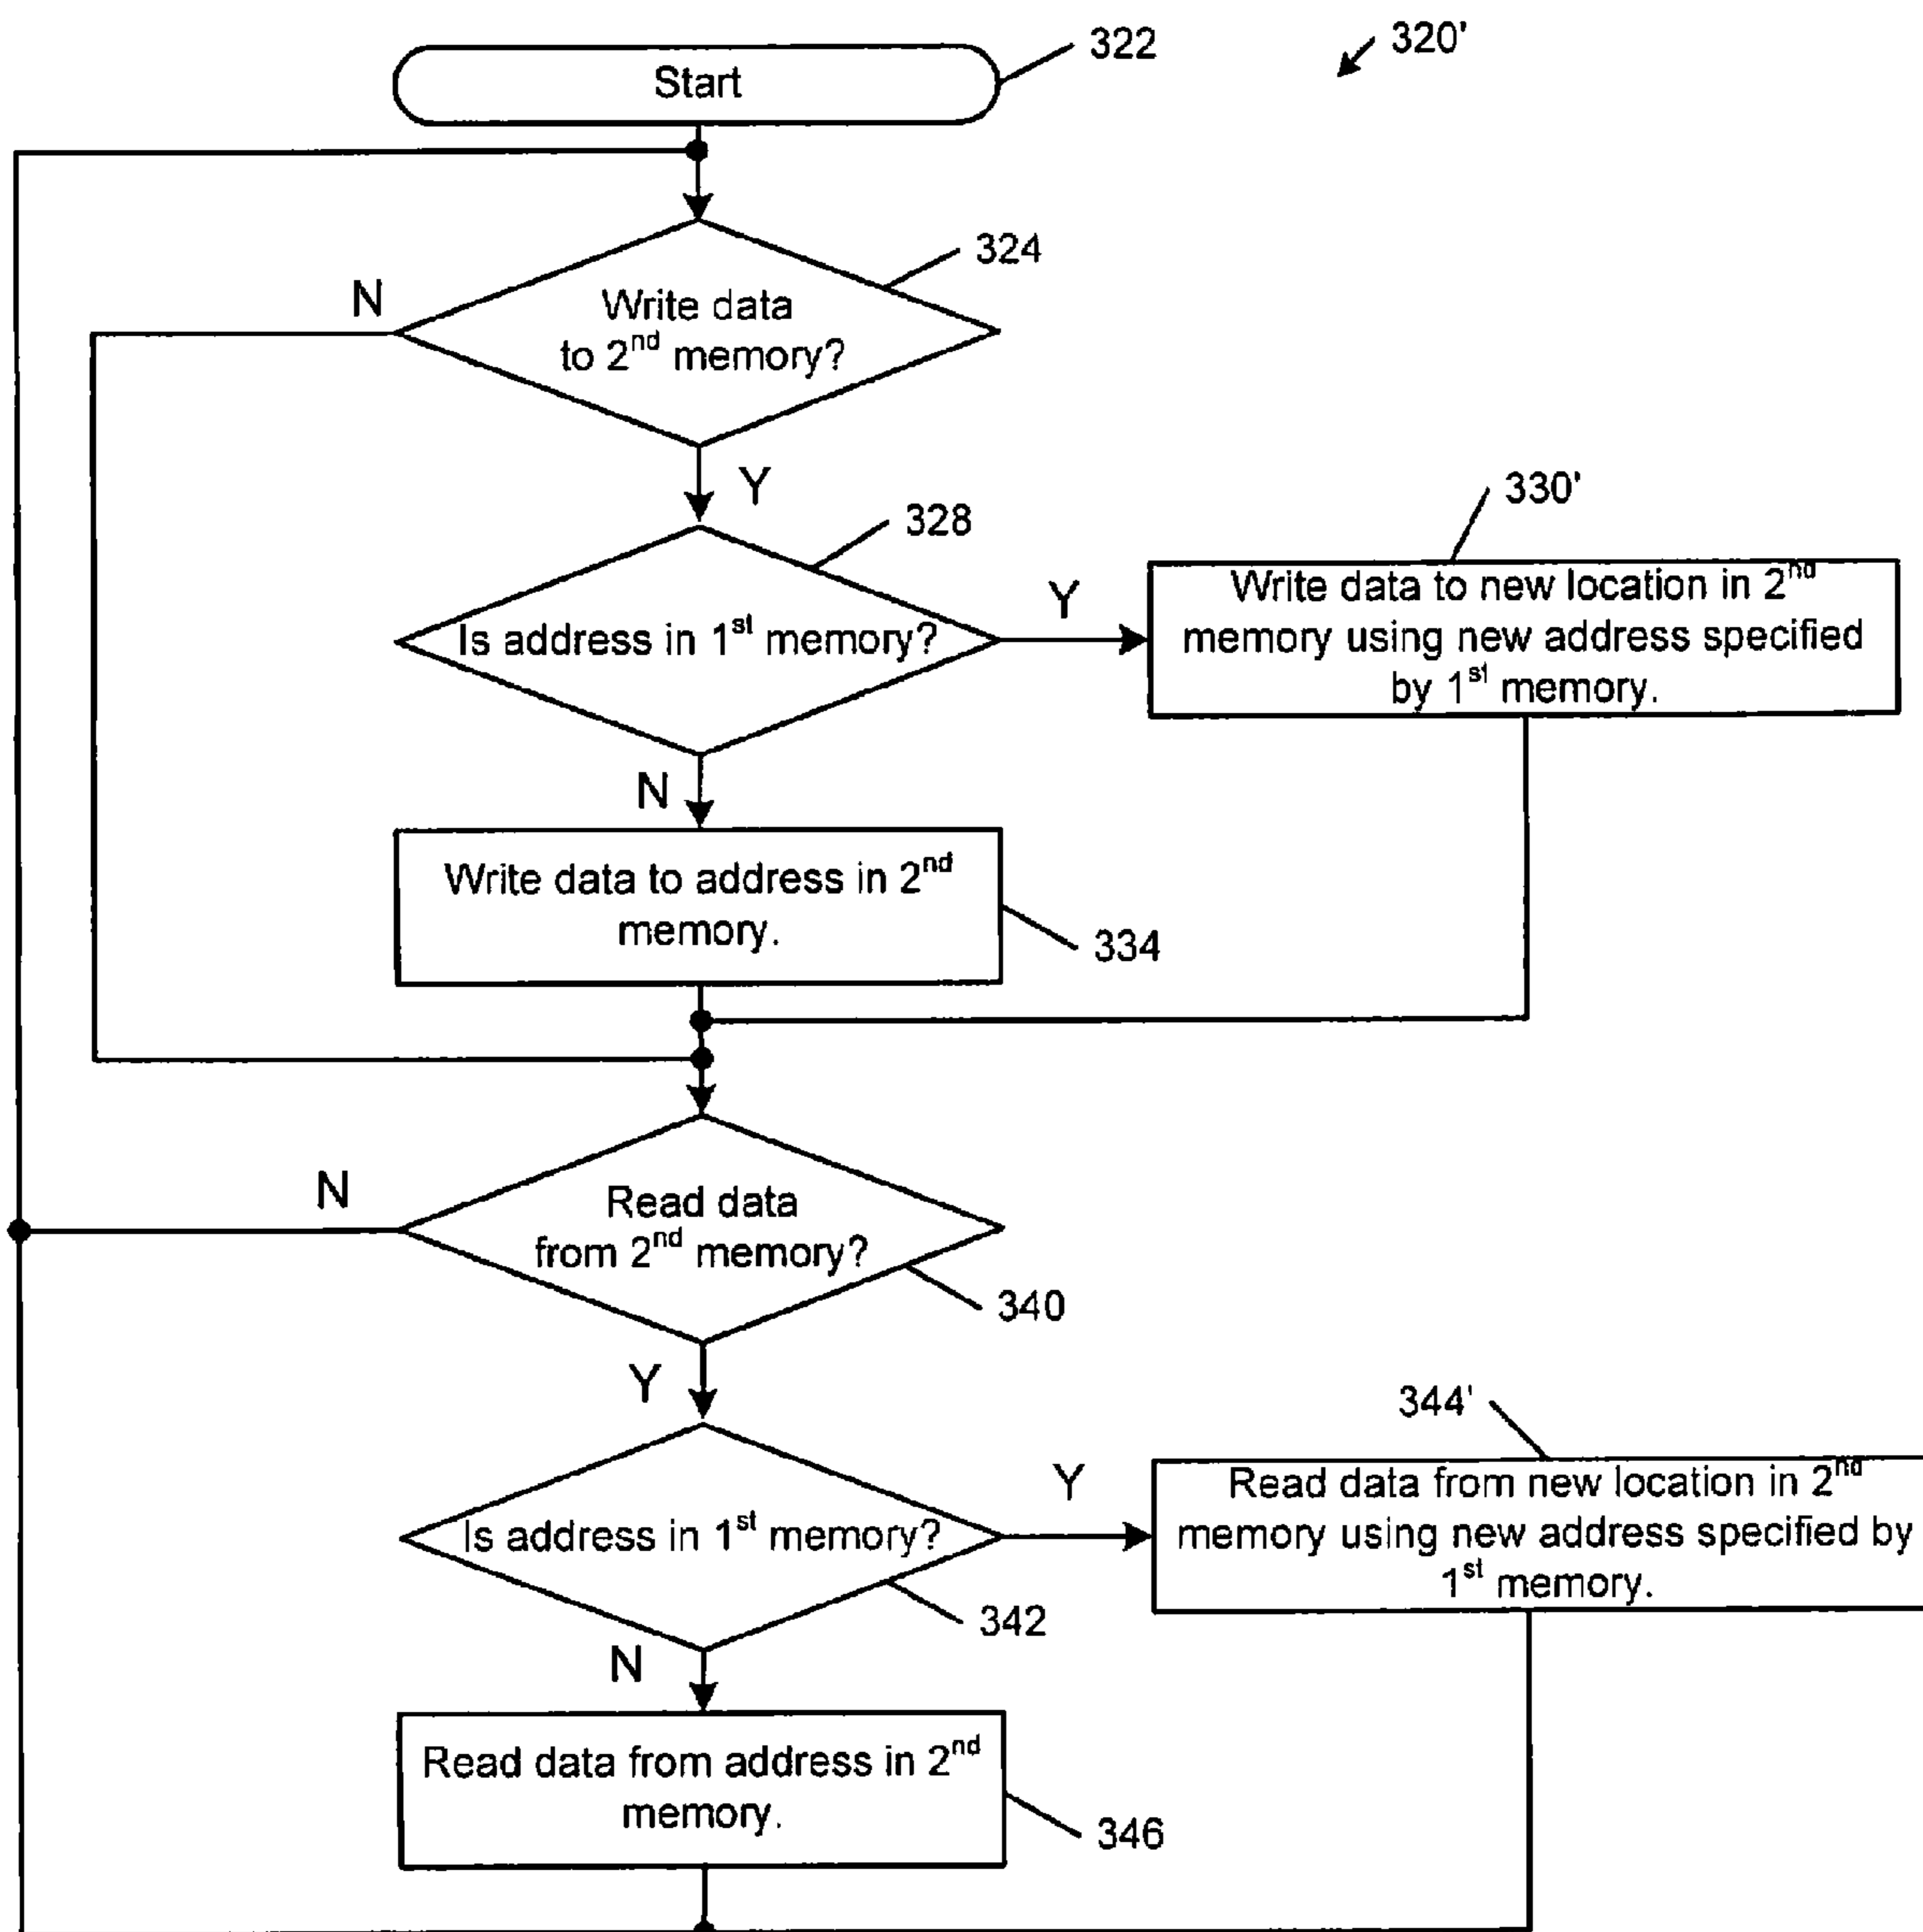 322
320'
Start
324
N
Write data
to 2nd memory?
Y
330'
328
Write data to new location in 2nd
Y
memory using new address specified
Is address in 1st memory?
by 1st memory.
N
Write data to address in 2nd
memory.
334
N
Read data
from 2nd memory?
340
Y
344'
Read data from new location in 2nd
Y
memory using new address specified by
Is address in 1st memory?
1st memory.
342
N
Read data from address in 2nd
memory.
346